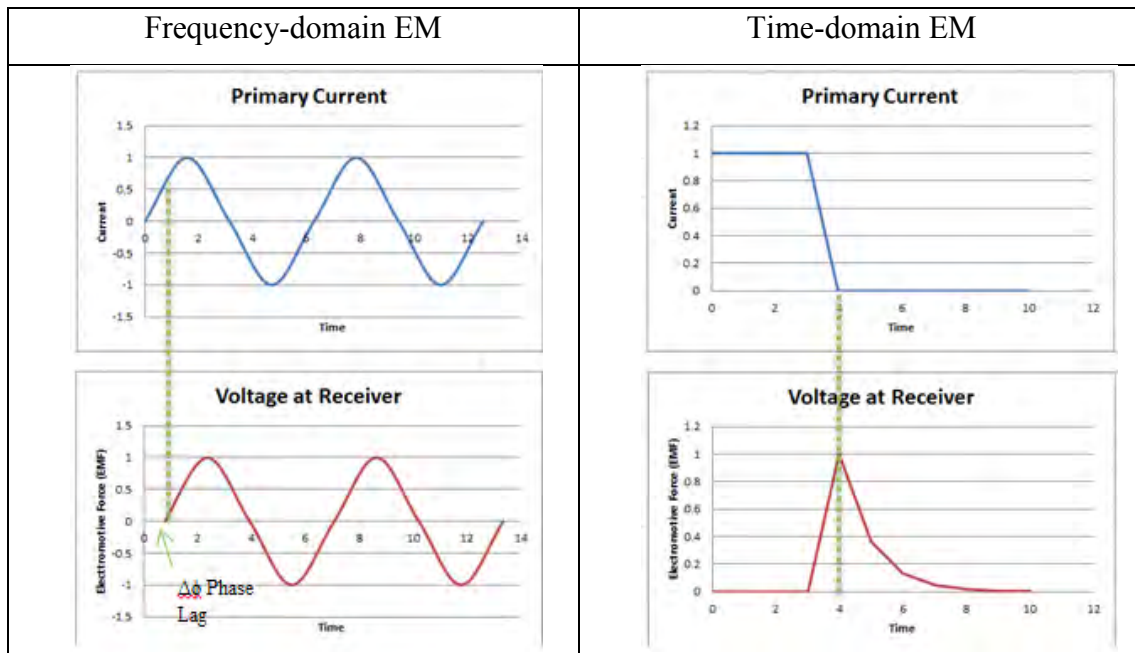 Frequency-domain EM
Time-domain EM
Primary Current
1.5
1
0.5
0
-0.5
-1
-1.5
0 2 4 6 8 10 12 14
Current
Time
Voltage at Receiver
1.5
1
0.5
0
-0.5
-1
-1.5
0 2 4 6 8 10 12 14
Electtromotive Force (EMF)
Δϕ Phase
Lag
Time
Primary Current
1.2
1
0.8
0.6
0.4
0.2
0
0 2 6 8 10 12
Current
Time
Voltage at Receiver
1.2
1
0.8
0.6
0.4
0.2
0
0 2 4 6 8 10 12
Electromotive Force (EMF)
Time